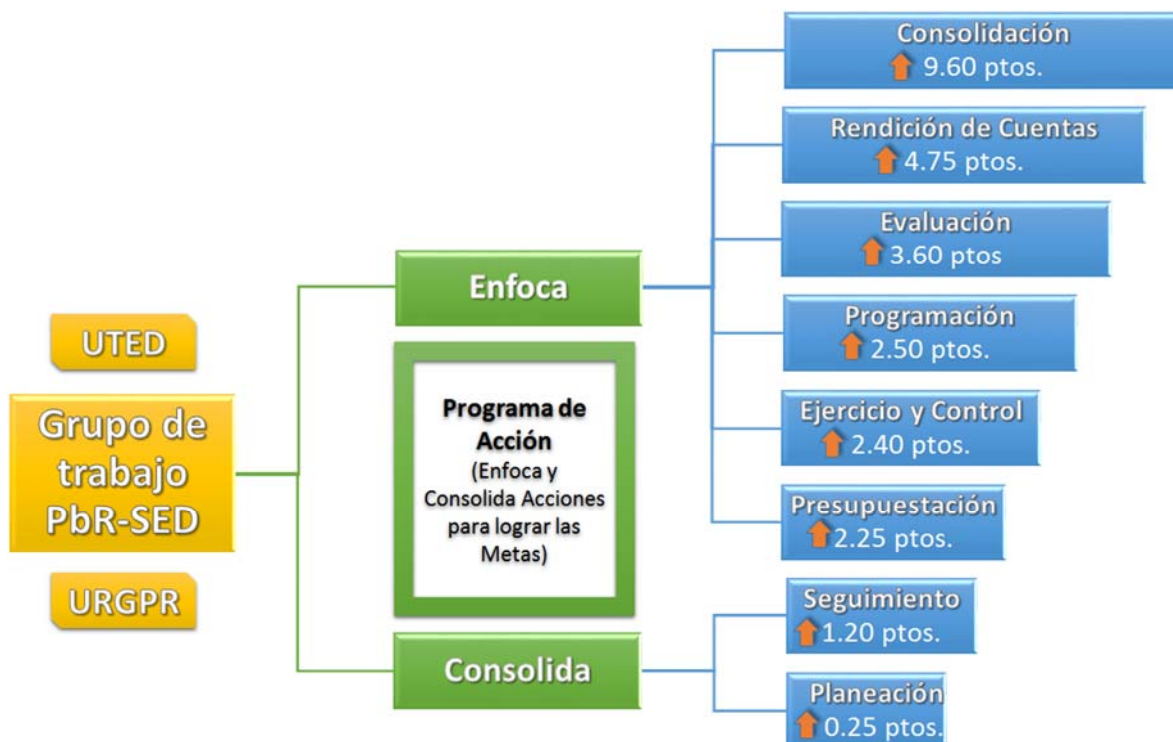 UTED
Grupo de
trabajo
PbR-SED
URGPR
Enfoca
Programa de
Acción
(Enfoca y
Consolida Acciones
para lograr las
Metas)
Consolida
Consolidación
9.60 ptos.
Rendición de Cuentas
4.75 ptos.
Evaluación
3.60 ptos
Programación
2.50 ptos.
Ejercicio y Control
2.40 ptos.
Presupuestación
2.25 ptos.
Seguimiento
1.20 ptos.
Planeación
0.25 ptos.